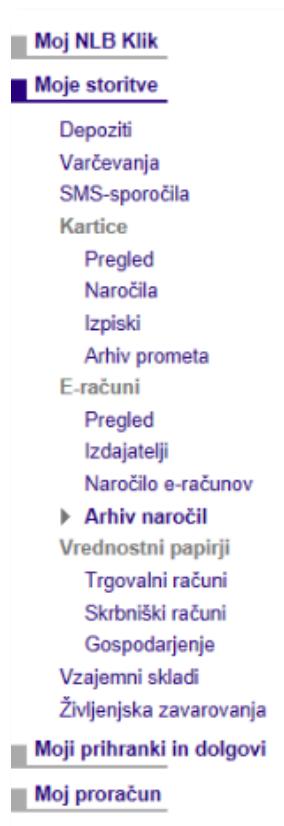 Moj NLB Klik
Moje storitve
Depoziti
Varčevanja
SMS-sporočila
Kartice
Pregled
Naročila
Izpiski
Arhiv prometa
E-računi
Pregled
Izdajatelji
Naročilo e-računov
Arhiv naročil
Vrednostni papirji
Trgovalni računi
Skrbniški računi
Gospodarjenje
Vzajemni skladi
Življenjska zavarovanja
Moji prihranki in dolgovi
Moj proračun